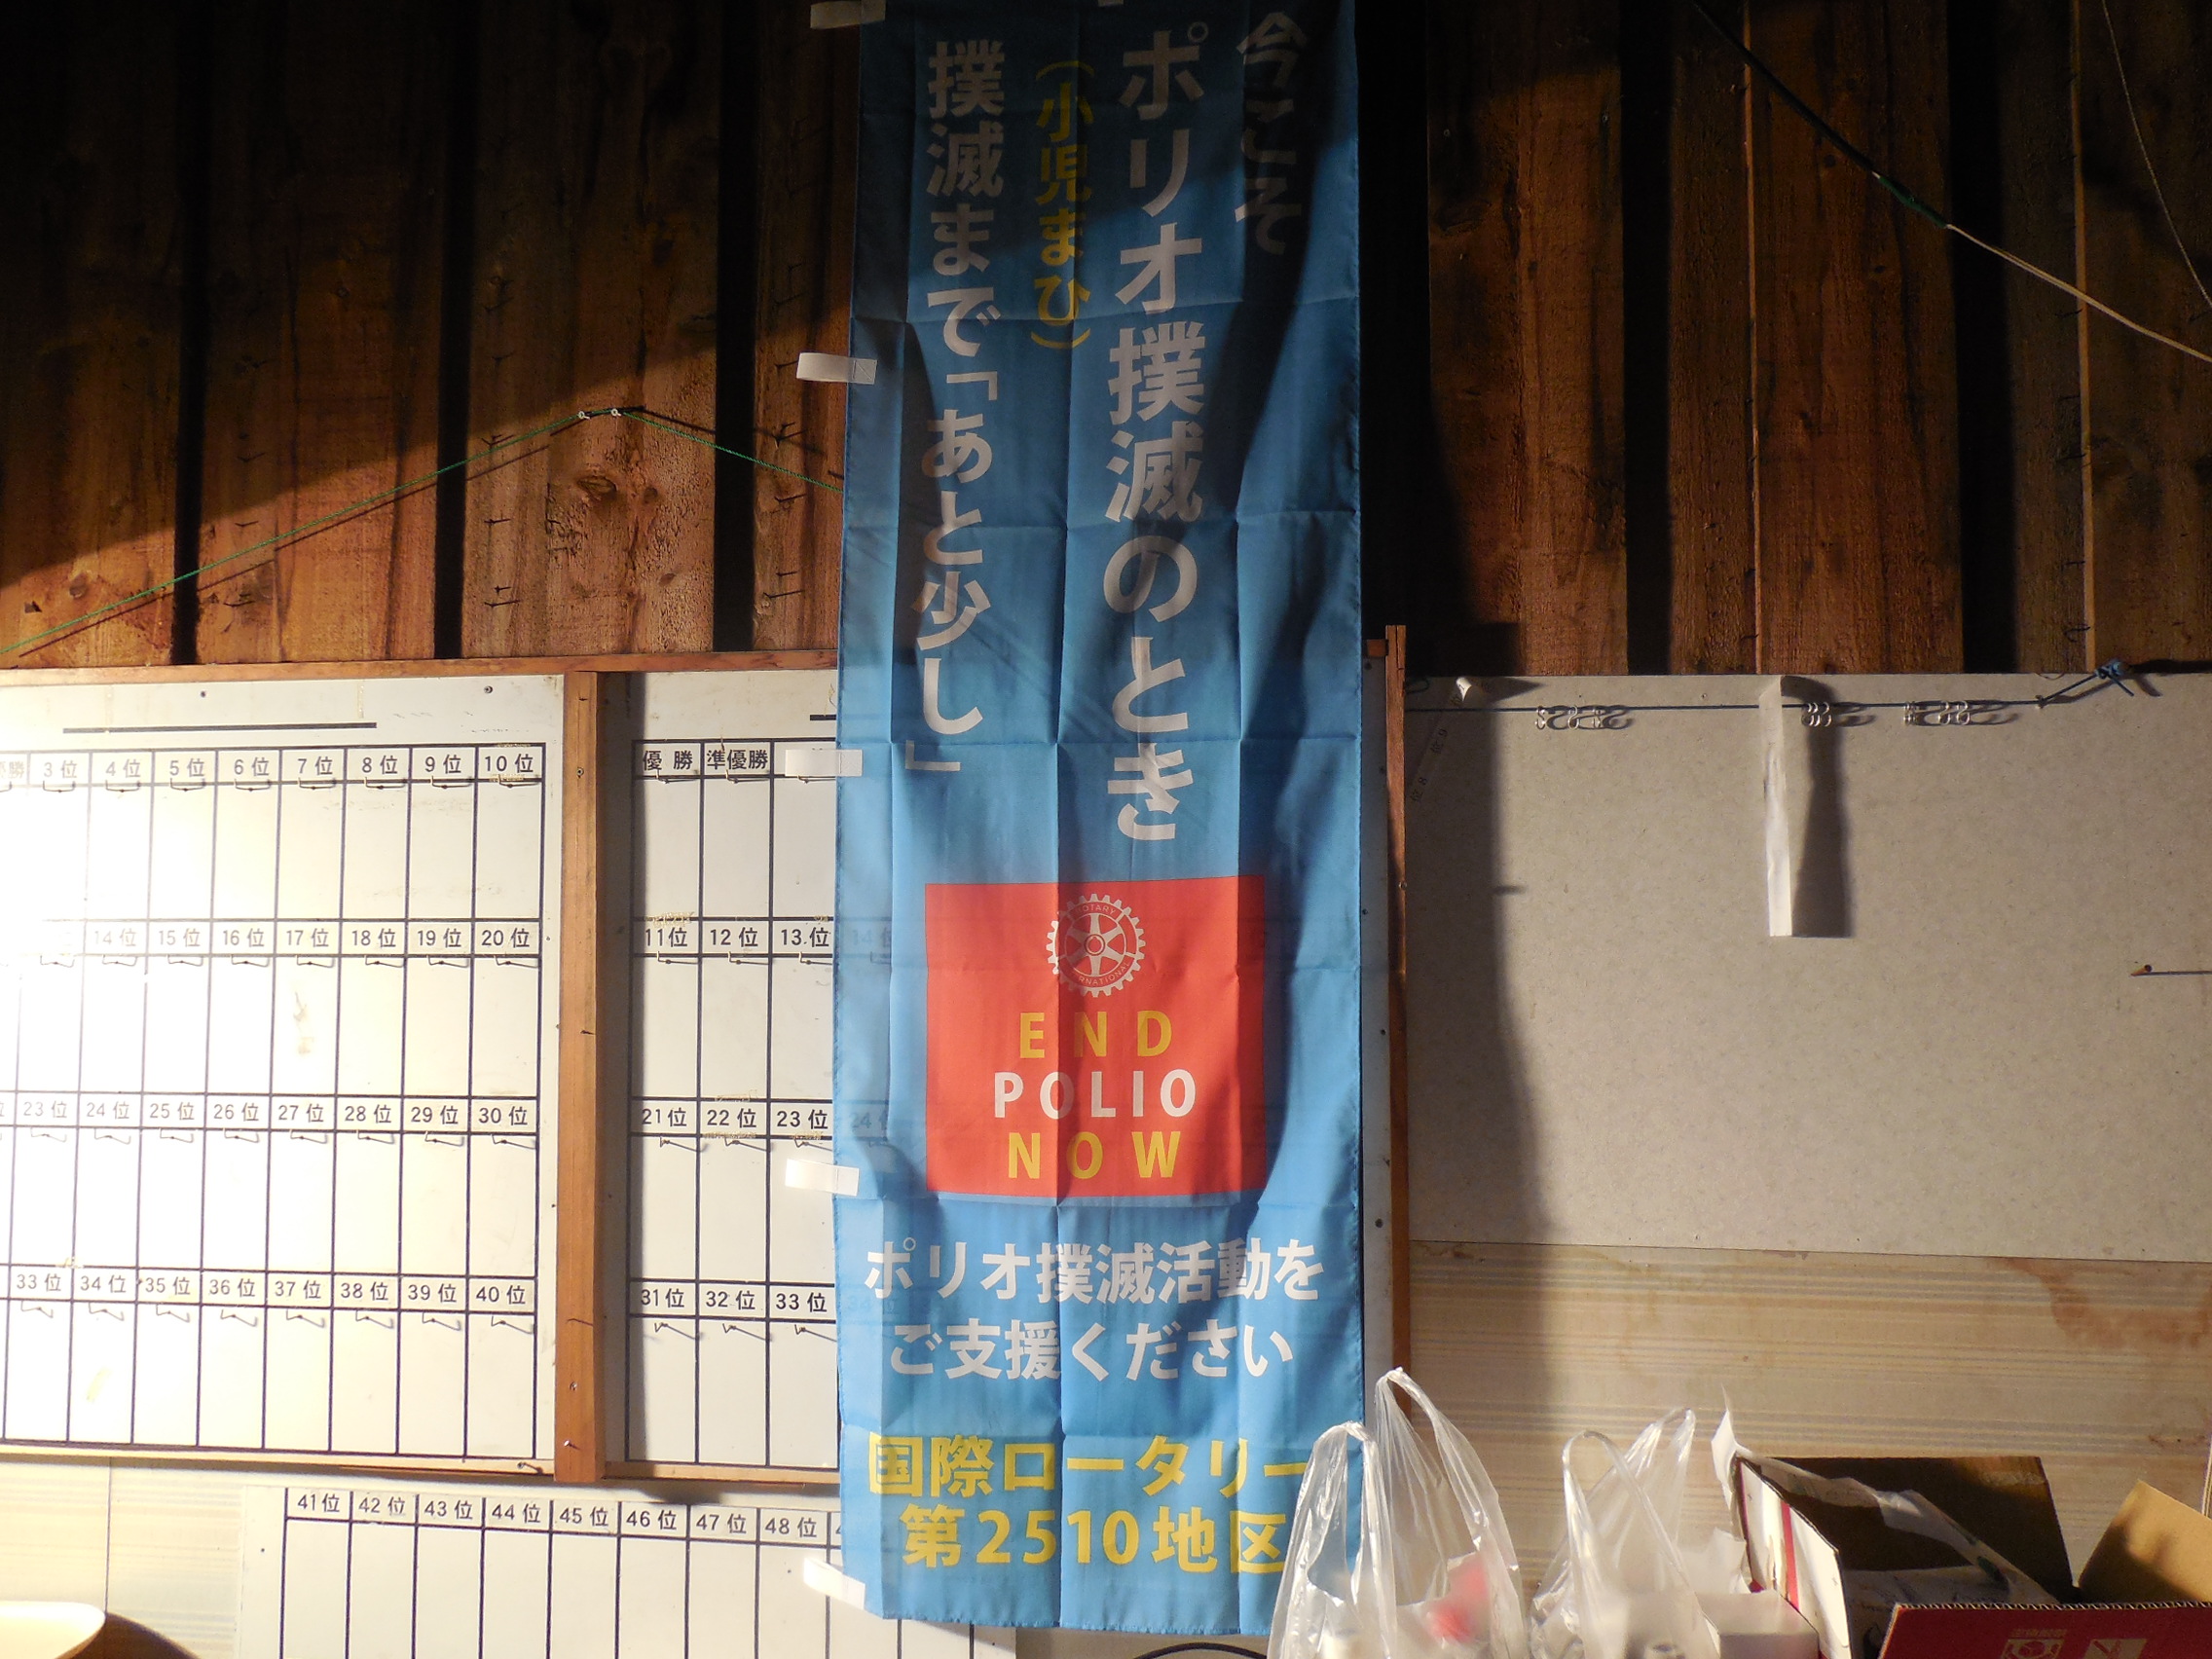 今こそ
ポリオ撲滅のとき
(小児まひ)
撲滅まで「あと少し」
ROTARY
END
POLIO
NOW
ポリオ撲滅活動を
ご支援ください
国際ロータリー
第2510地区
3位 4位 5位 6位 7位 8位 9位 10位
14位 15位 16位 17位 18位 19位 20位
23位 24位 25位 26位 27位 28位 29位 30位
33位 34位 35位 36位 37位 38位 39位 40位
優勝 準優勝
11位 12位 13位
21位 22位 23位 24
31位 32位 33位
41位 42位 43位 44位 45位 46位 47位 48位